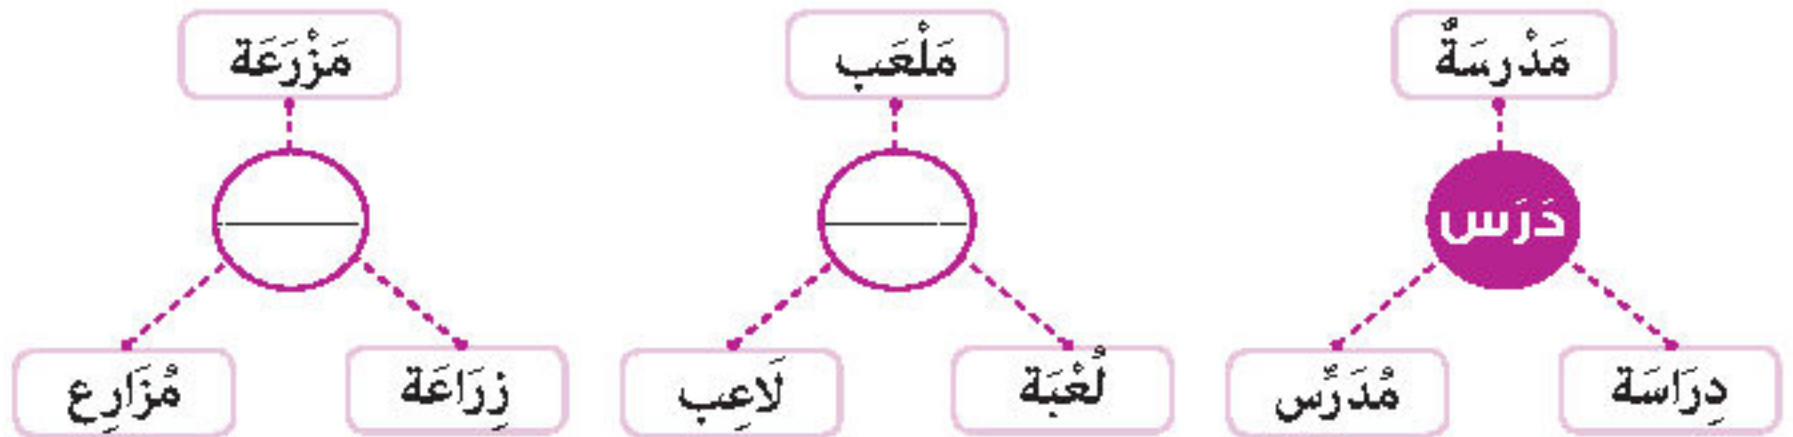 مَدْرَسَةٌ
مَلْعَب
مَزْرَعَة
دَرَس
دِرَاسَة
مُدَرِّس
لُعْبَة
لَاعِب
زِرَاعَة
مُزَارِع